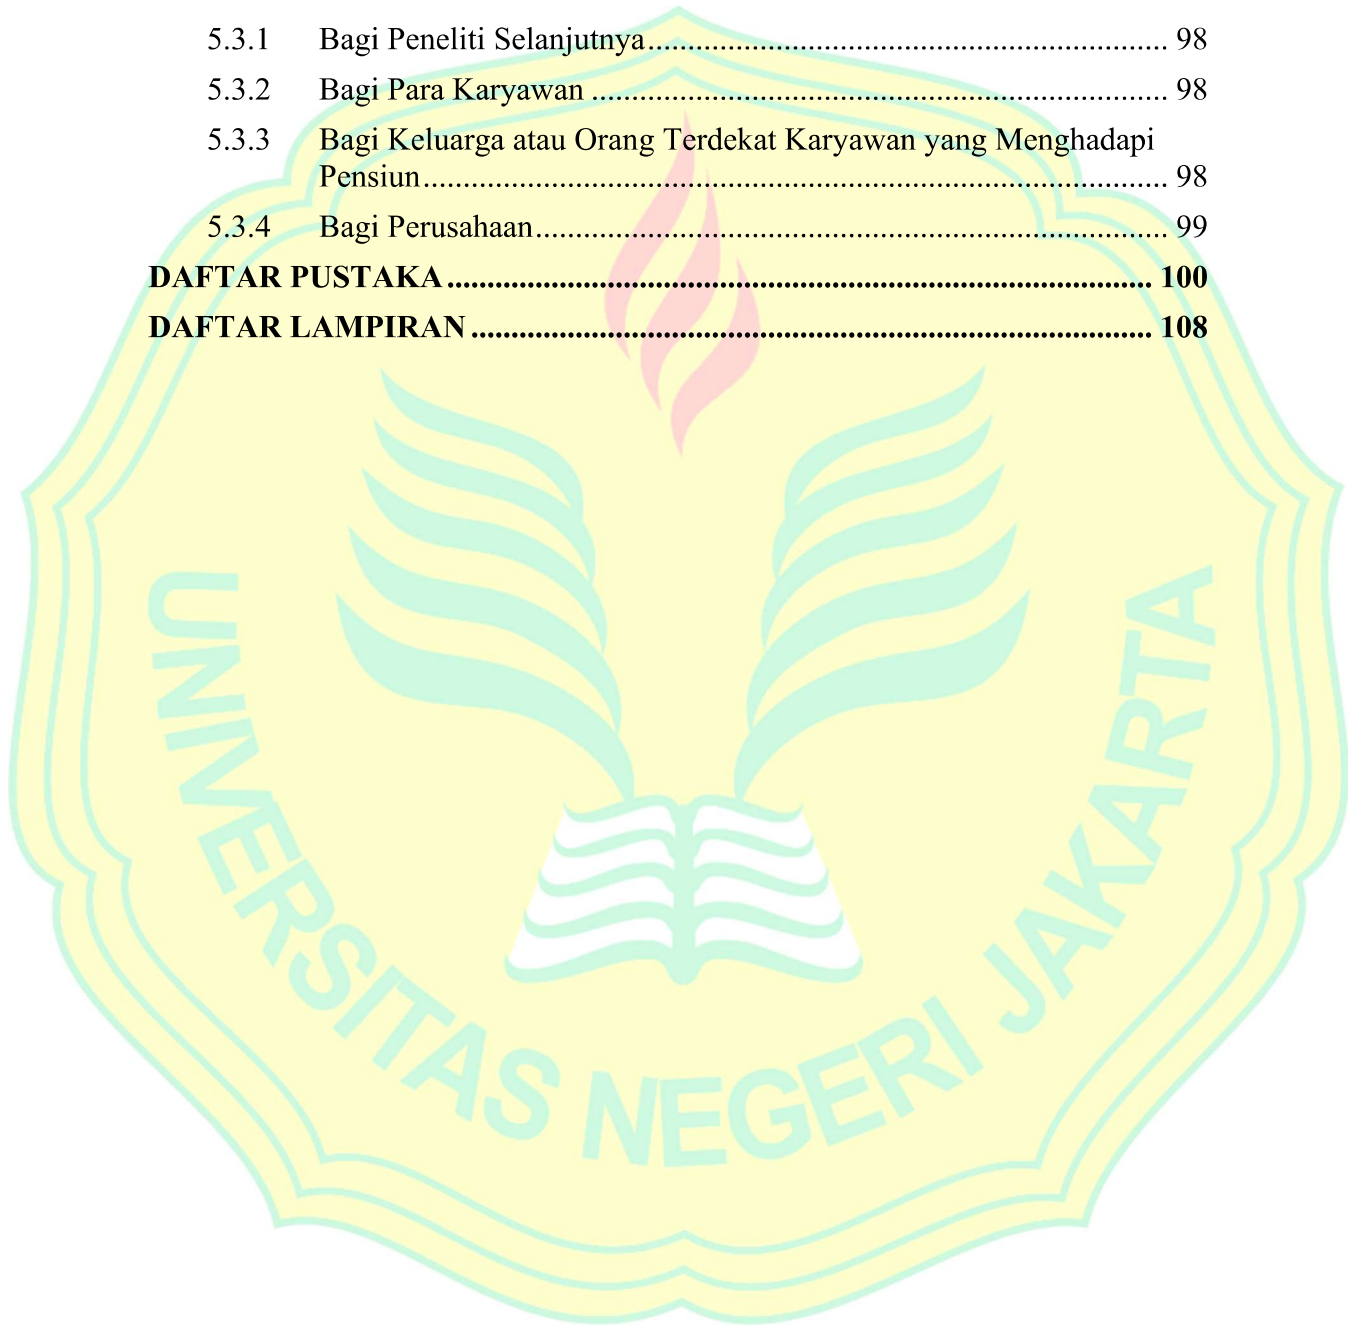 5.3.1 Bagi Peneliti Selanjutnya.................................................................. 98
5.3.2 Bagi Para Karyawan ......................................................................... 98
5.3.3 Bagi Keluarga atau Orang Terdekat Karyawan yang Menghadapi
Pensiun.............................................................................................. 98
5.3.4 Bagi Perusahaan................................................................................ 99
DAFTAR PUSTAKA ......................................................................................... 100
DAFTAR LAMPIRAN ...................................................................................... 108
UNIVERSITAS NEGERI JAKARTA